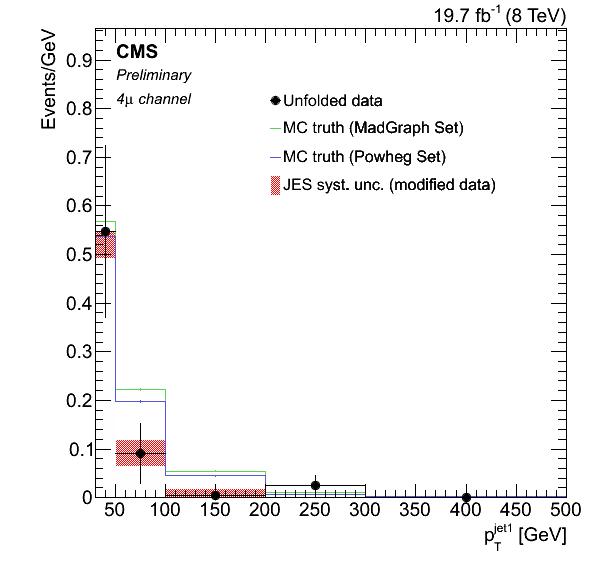 19.7 fb⁻¹ (8 TeV)
Events/GeV
CMS
Preliminary
4μ channel
Unfolded data
MC truth (MadGraph Set)
MC truth (Powheg Set)
JES syst. unc. (modified data)
0.9
0.8
0.7
0.6
0.5
0.4
0.3
0.2
0.1
0
50 100 150 200 250 300 350 400 450 500
p_T^jet1 [GeV]